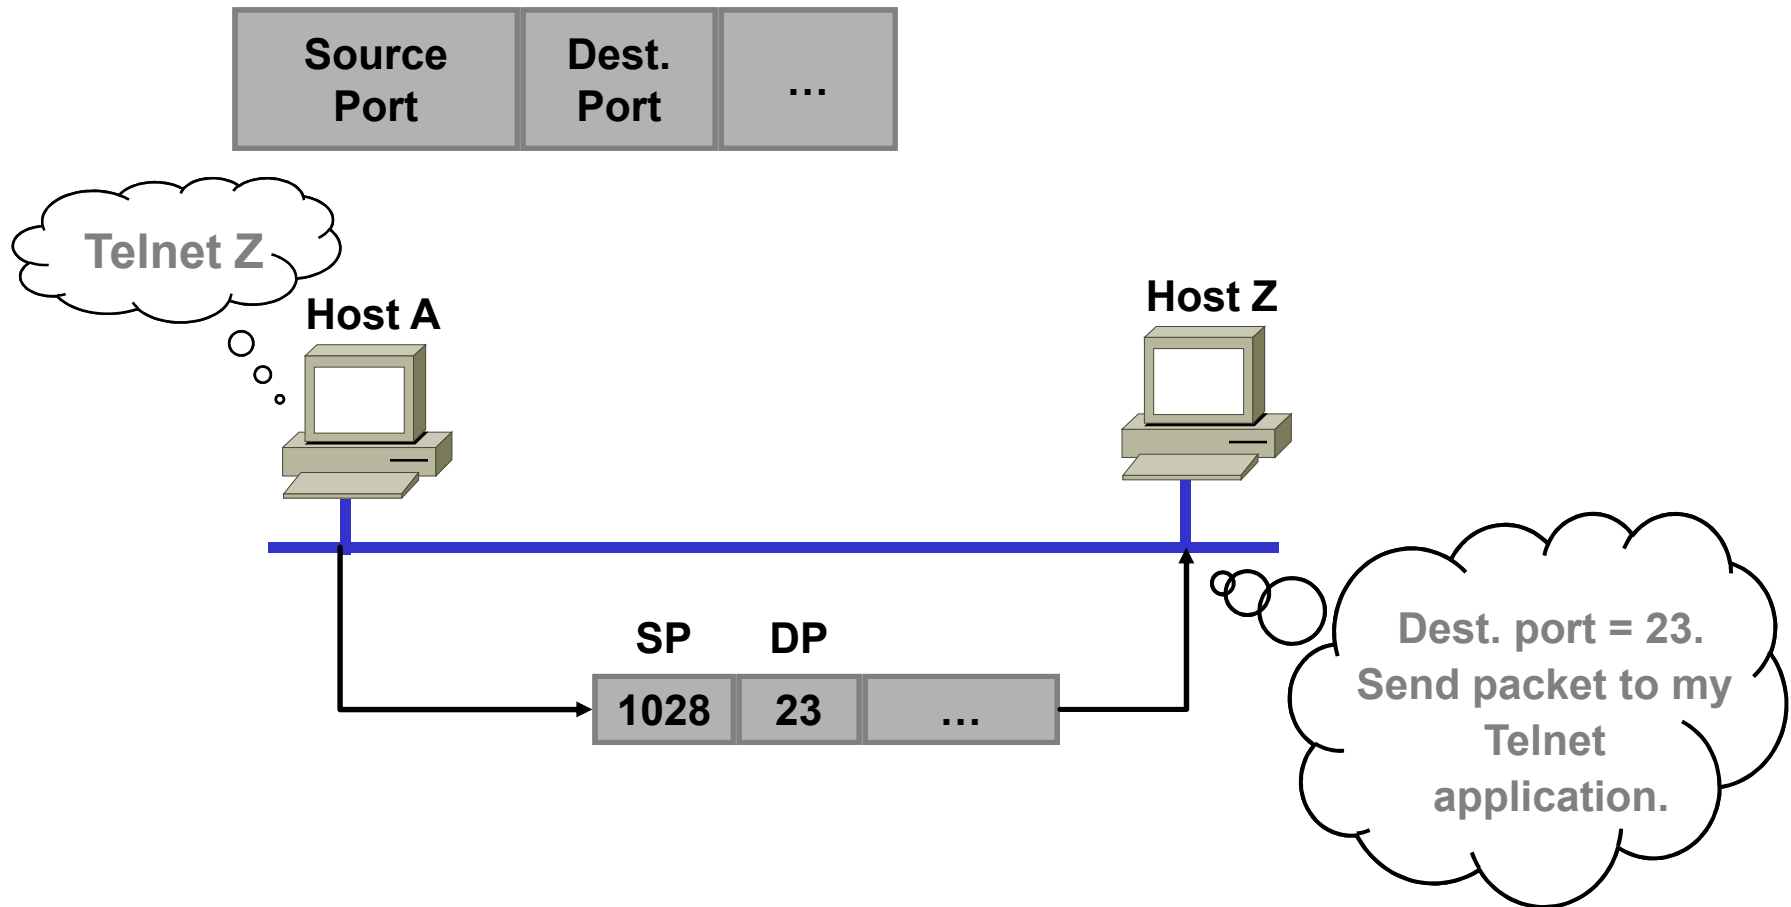 Source
Port
Dest.
Port
...
Telnet Z
Host A
Host Z
SP
DP
1028
23
...
Dest. port = 23.
Send packet to my
Telnet
application.